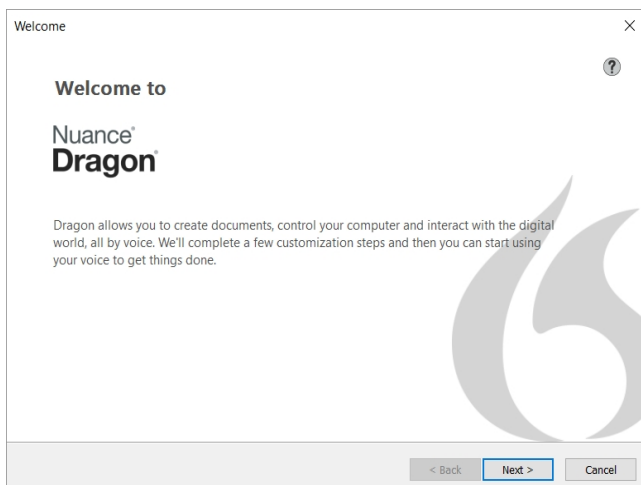 Welcome
?
Welcome to
Nuance®
Dragon®
Dragon allows you to create documents, control your computer and interact with the digital
world, all by voice. We'll complete a few customization steps and then you can start using
your voice to get things done.
< Back Next > Cancel